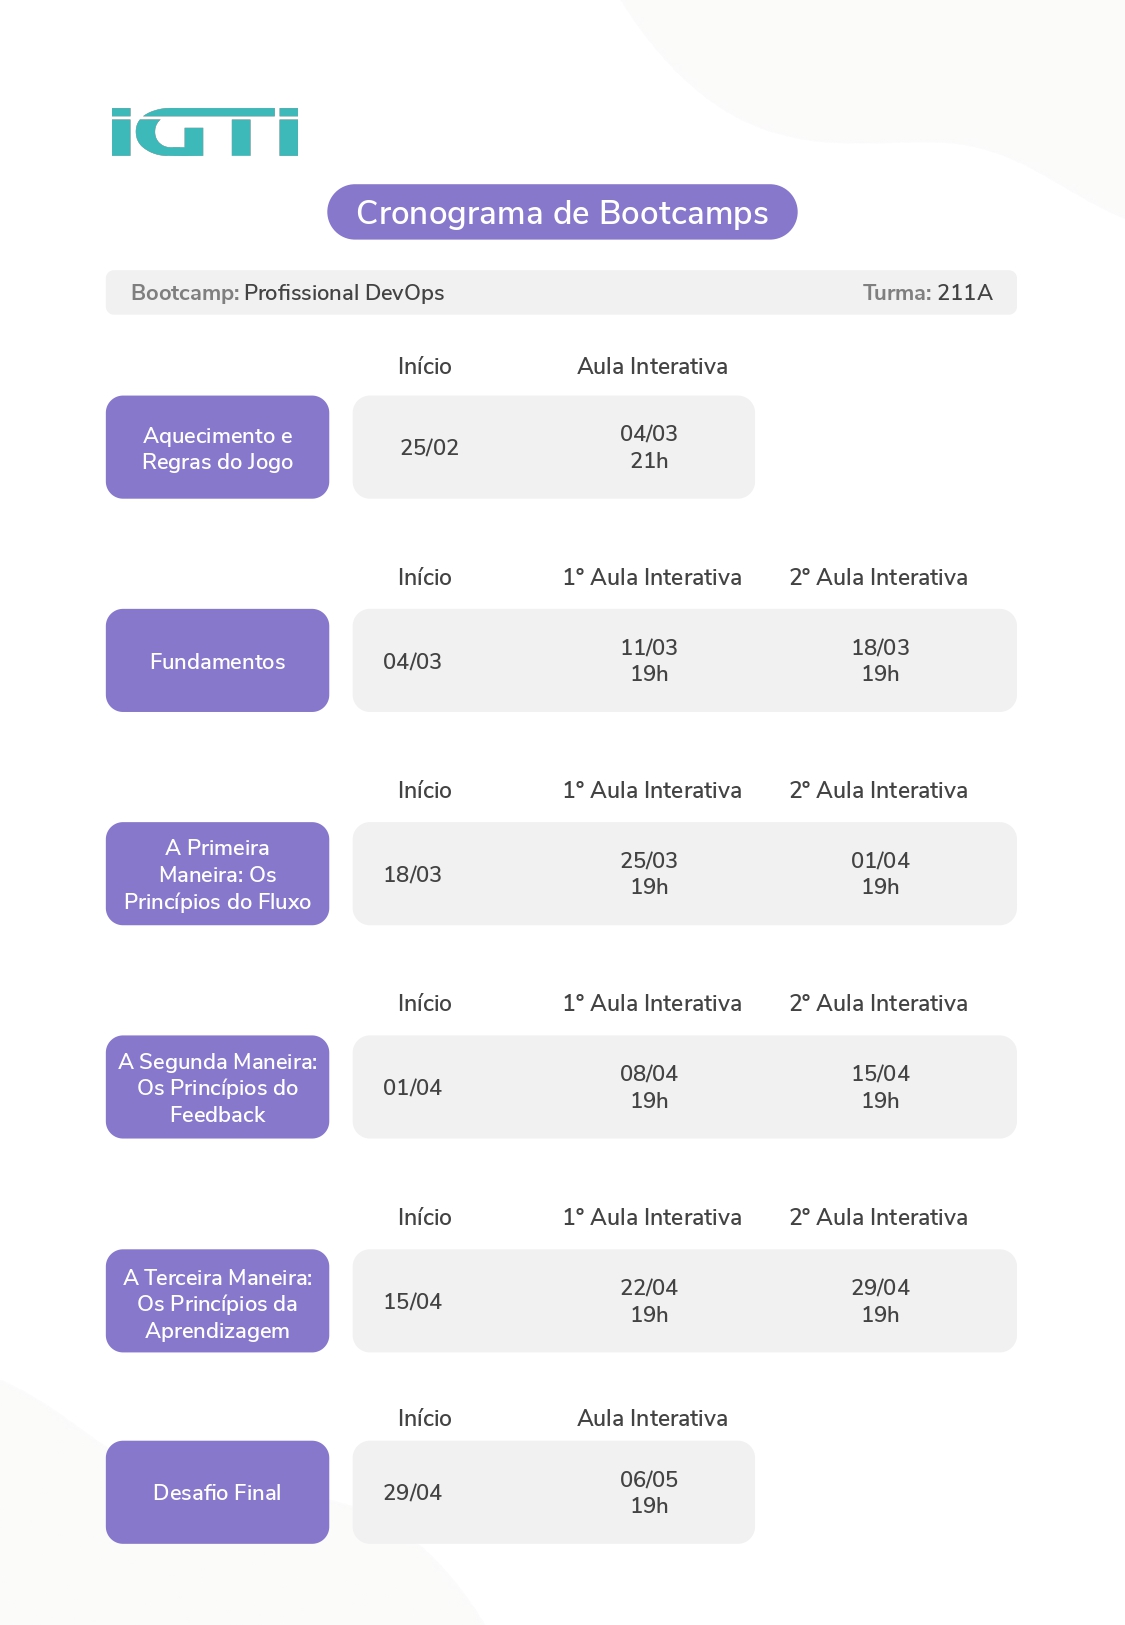 iGTi
Cronograma de Bootcamps
Bootcamp: Profissional DevOps Turma: 211A
Início Aula Interativa
Aquecimento e
Regras do Jogo
25/02
04/03
21h
Início 1° Aula Interativa 2° Aula Interativa
Fundamentos
04/03
11/03
19h
18/03
19h
Início 1° Aula Interativa 2° Aula Interativa
A Primeira
Maneira: Os
Princípios do Fluxo
18/03
25/03
19h
01/04
19h
Início 1° Aula Interativa 2° Aula Interativa
A Segunda Maneira:
Os Princípios do
Feedback
01/04
08/04
19h
15/04
19h
Início 1° Aula Interativa 2° Aula Interativa
A Terceira Maneira:
Os Princípios da
Aprendizagem
15/04
22/04
19h
29/04
19h
Início Aula Interativa
Desafio Final
29/04
06/05
19h